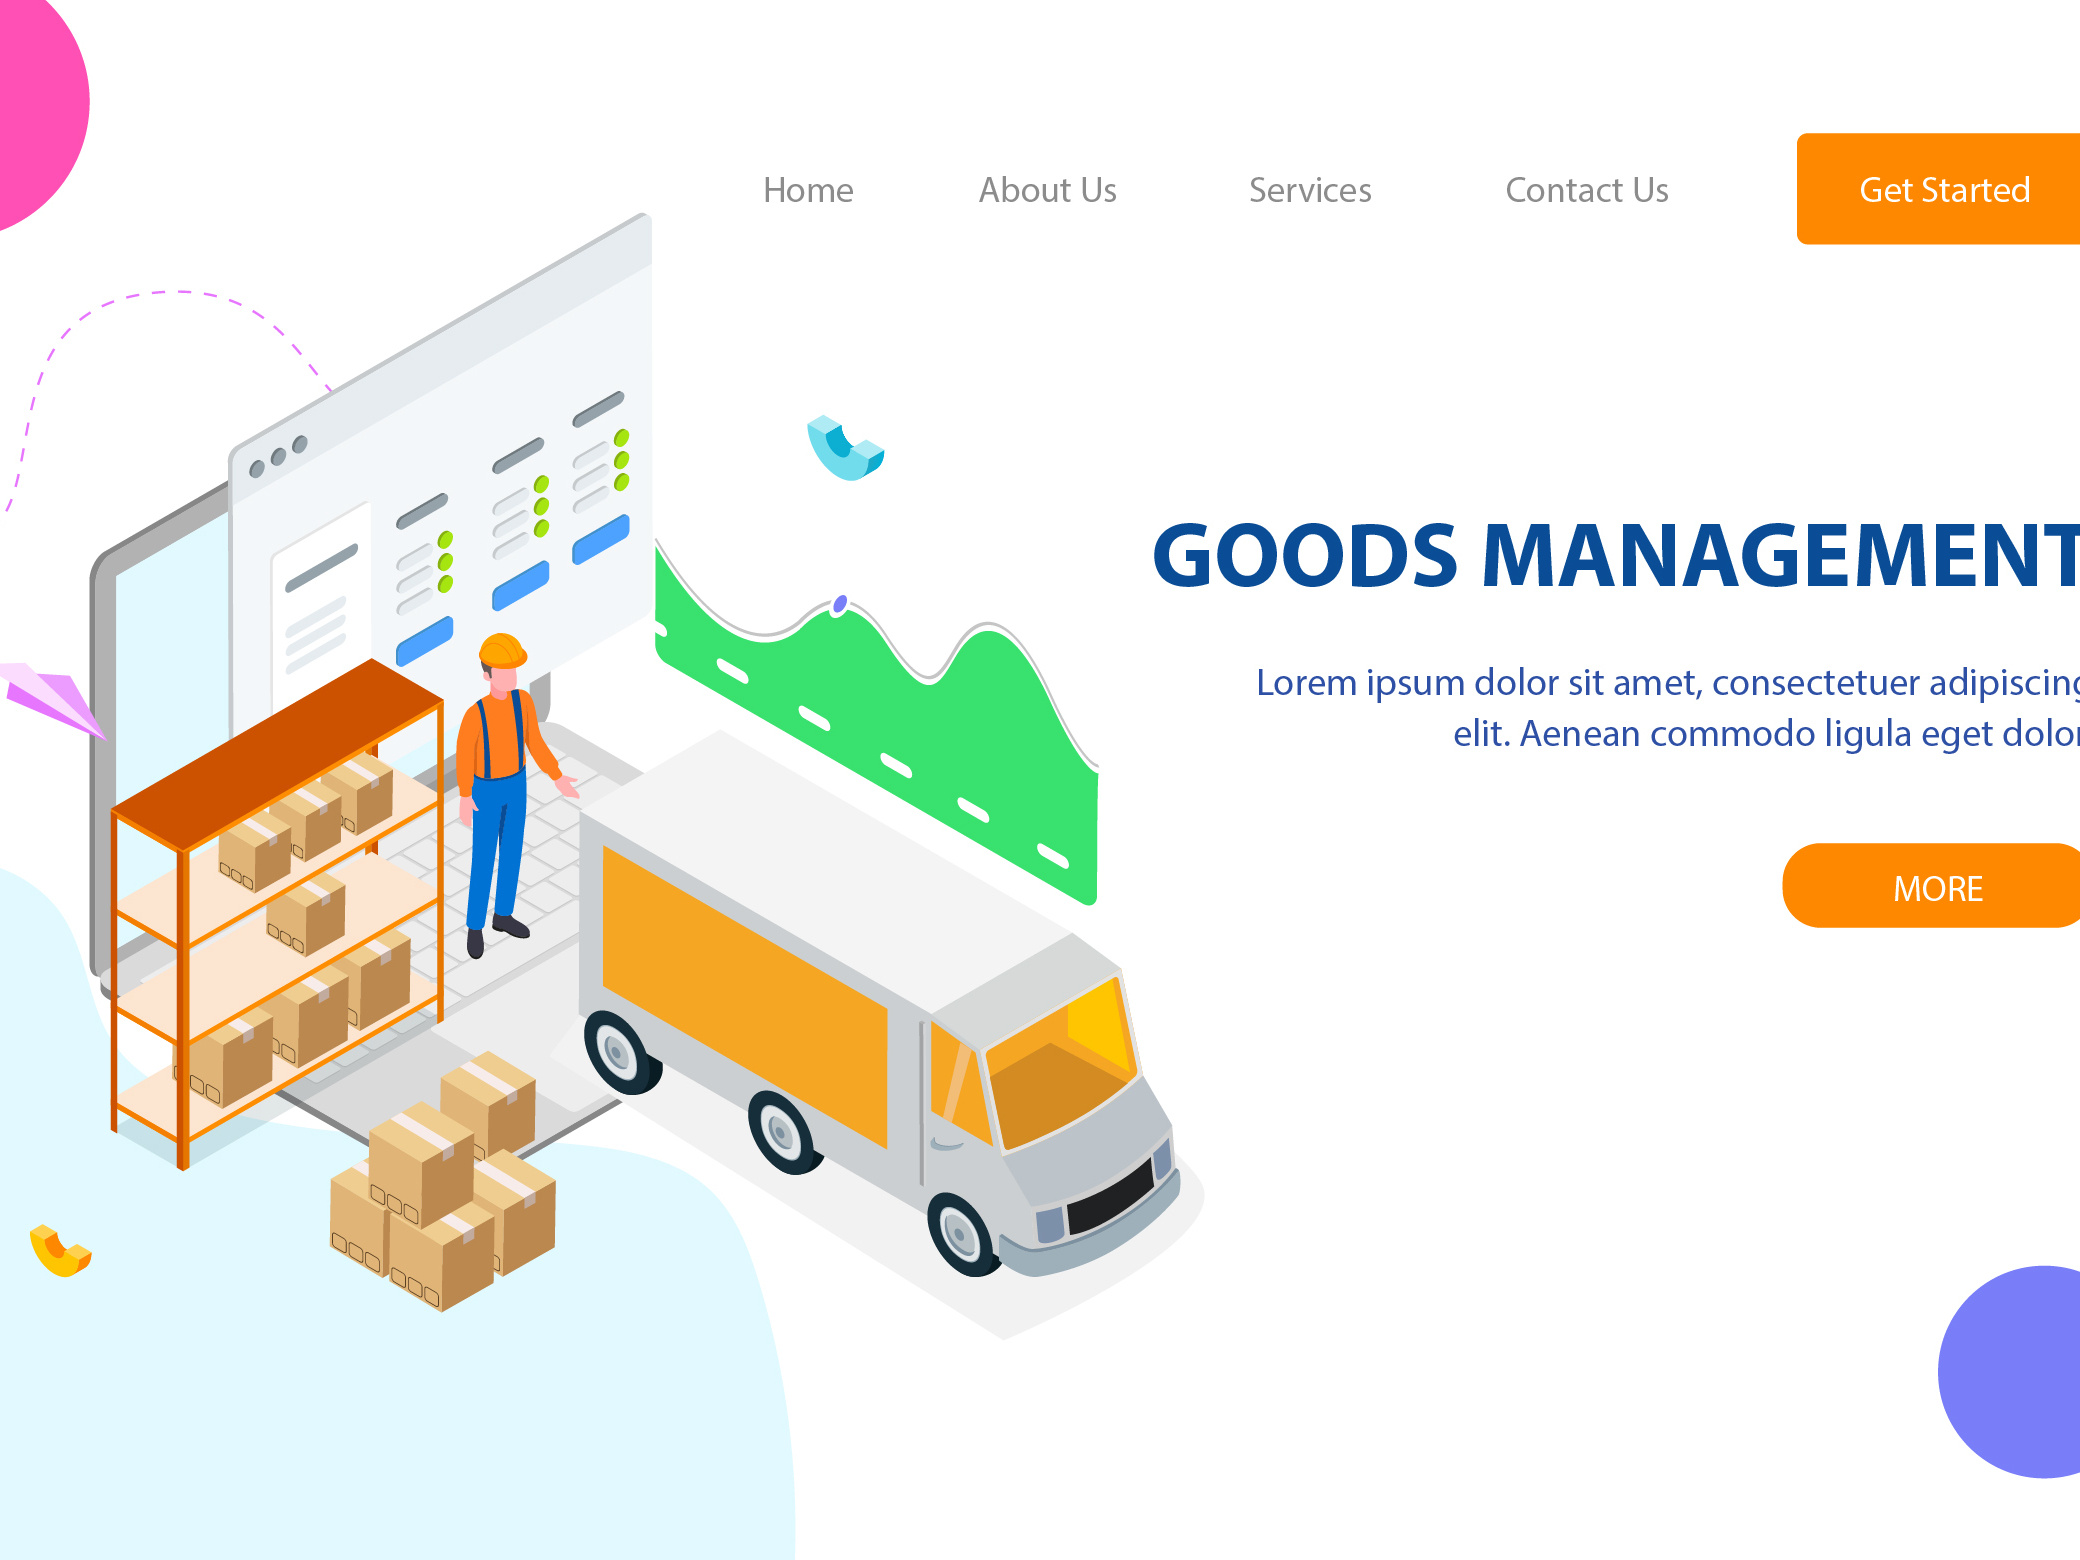 Home About Us Services Contact Us Get Started
GOODS MANAGEMENT
Lorem ipsum dolor sit amet, consectetuer adipiscing
elit. Aenean commodo ligula eget dolor
MORE